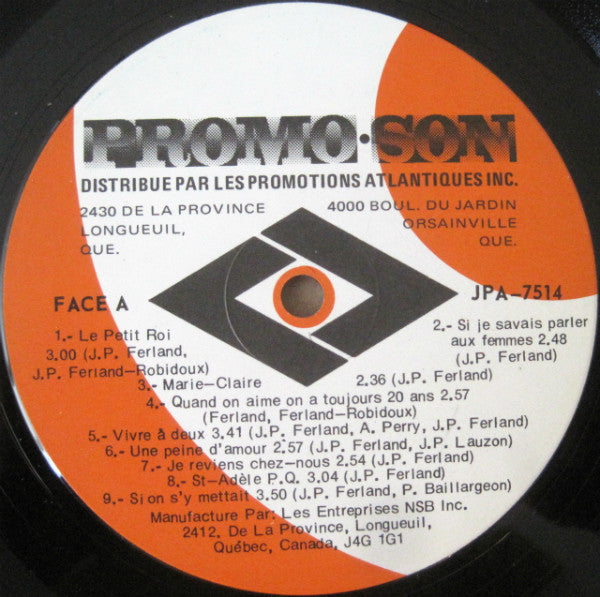 PROMO•SON
DISTRIBUE PAR LES PROMOTIONS ATLANTIQUES INC.
2430 DE LA PROVINCE
LONGUEUIL,
QUE.
4000 BOUL. DU JARDIN
ORSAINVILLE
QUE.
FACE A
JPA-7514
1.- Le Petit Roi
3.00 (J.P. Ferland,
J.P. Ferland-Robidoux)
2.- Si je savais parler
aux femmes 2.48
(J.P. Ferland)
3.- Marie-Claire 2.36 (J.P. Ferland)
4.- Quand on aime on a toujours 20 ans 2.57
(Ferland, Ferland-Robidoux)
5.- Vivre à deux 3.41 (J.P. Ferland, A. Perry, J.P. Ferland)
6.- Une peine d'amour 2.57 (J.P. Ferland, J.P. Lauzon)
7.- Je reviens chez-nous 2.54 (J.P. Ferland)
8.- St-Adèle P.Q. 3.04 (J.P. Ferland)
9.- Si on s'y mettait 3.50 (J.P. Ferland, P. Baillargeon)
Manufacture Par: Les Entreprises NSB Inc.
2412, De La Province, Longueuil,
Québec, Canada, J4G 1G1